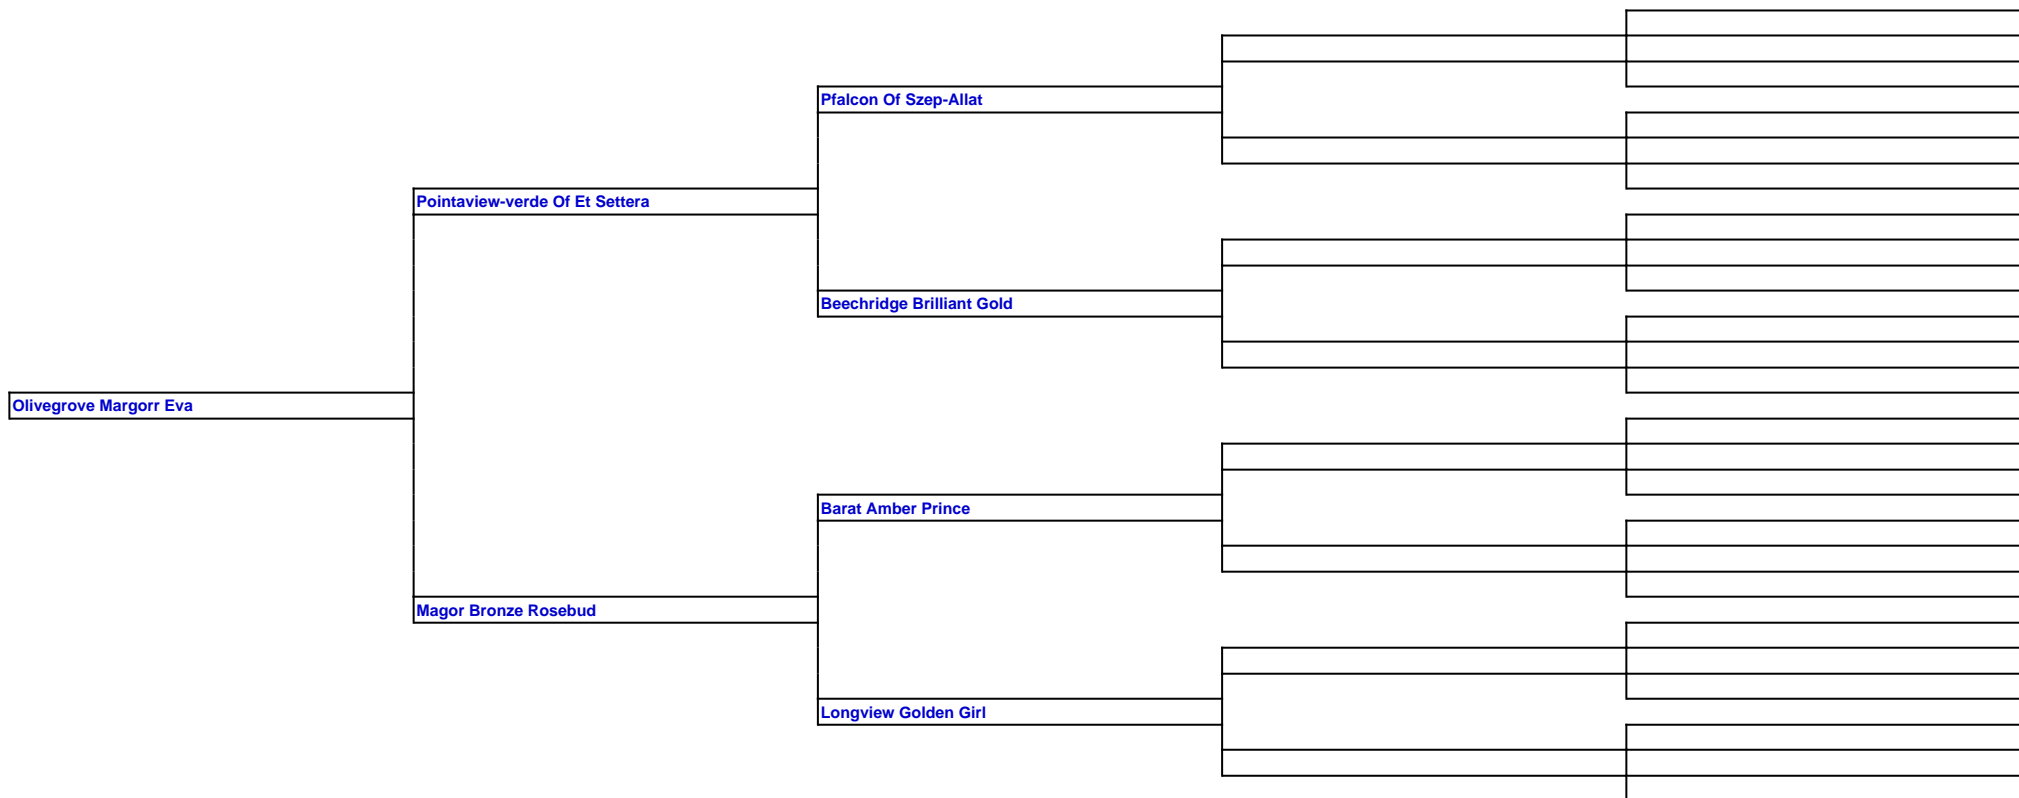 Pfalcon Of Szep-Allat
Pointaview-verde Of Et Settera
Beechridge Brilliant Gold
Olivegrove Margorr Eva
Barat Amber Prince
Magor Bronze Rosebud
Longview Golden Girl